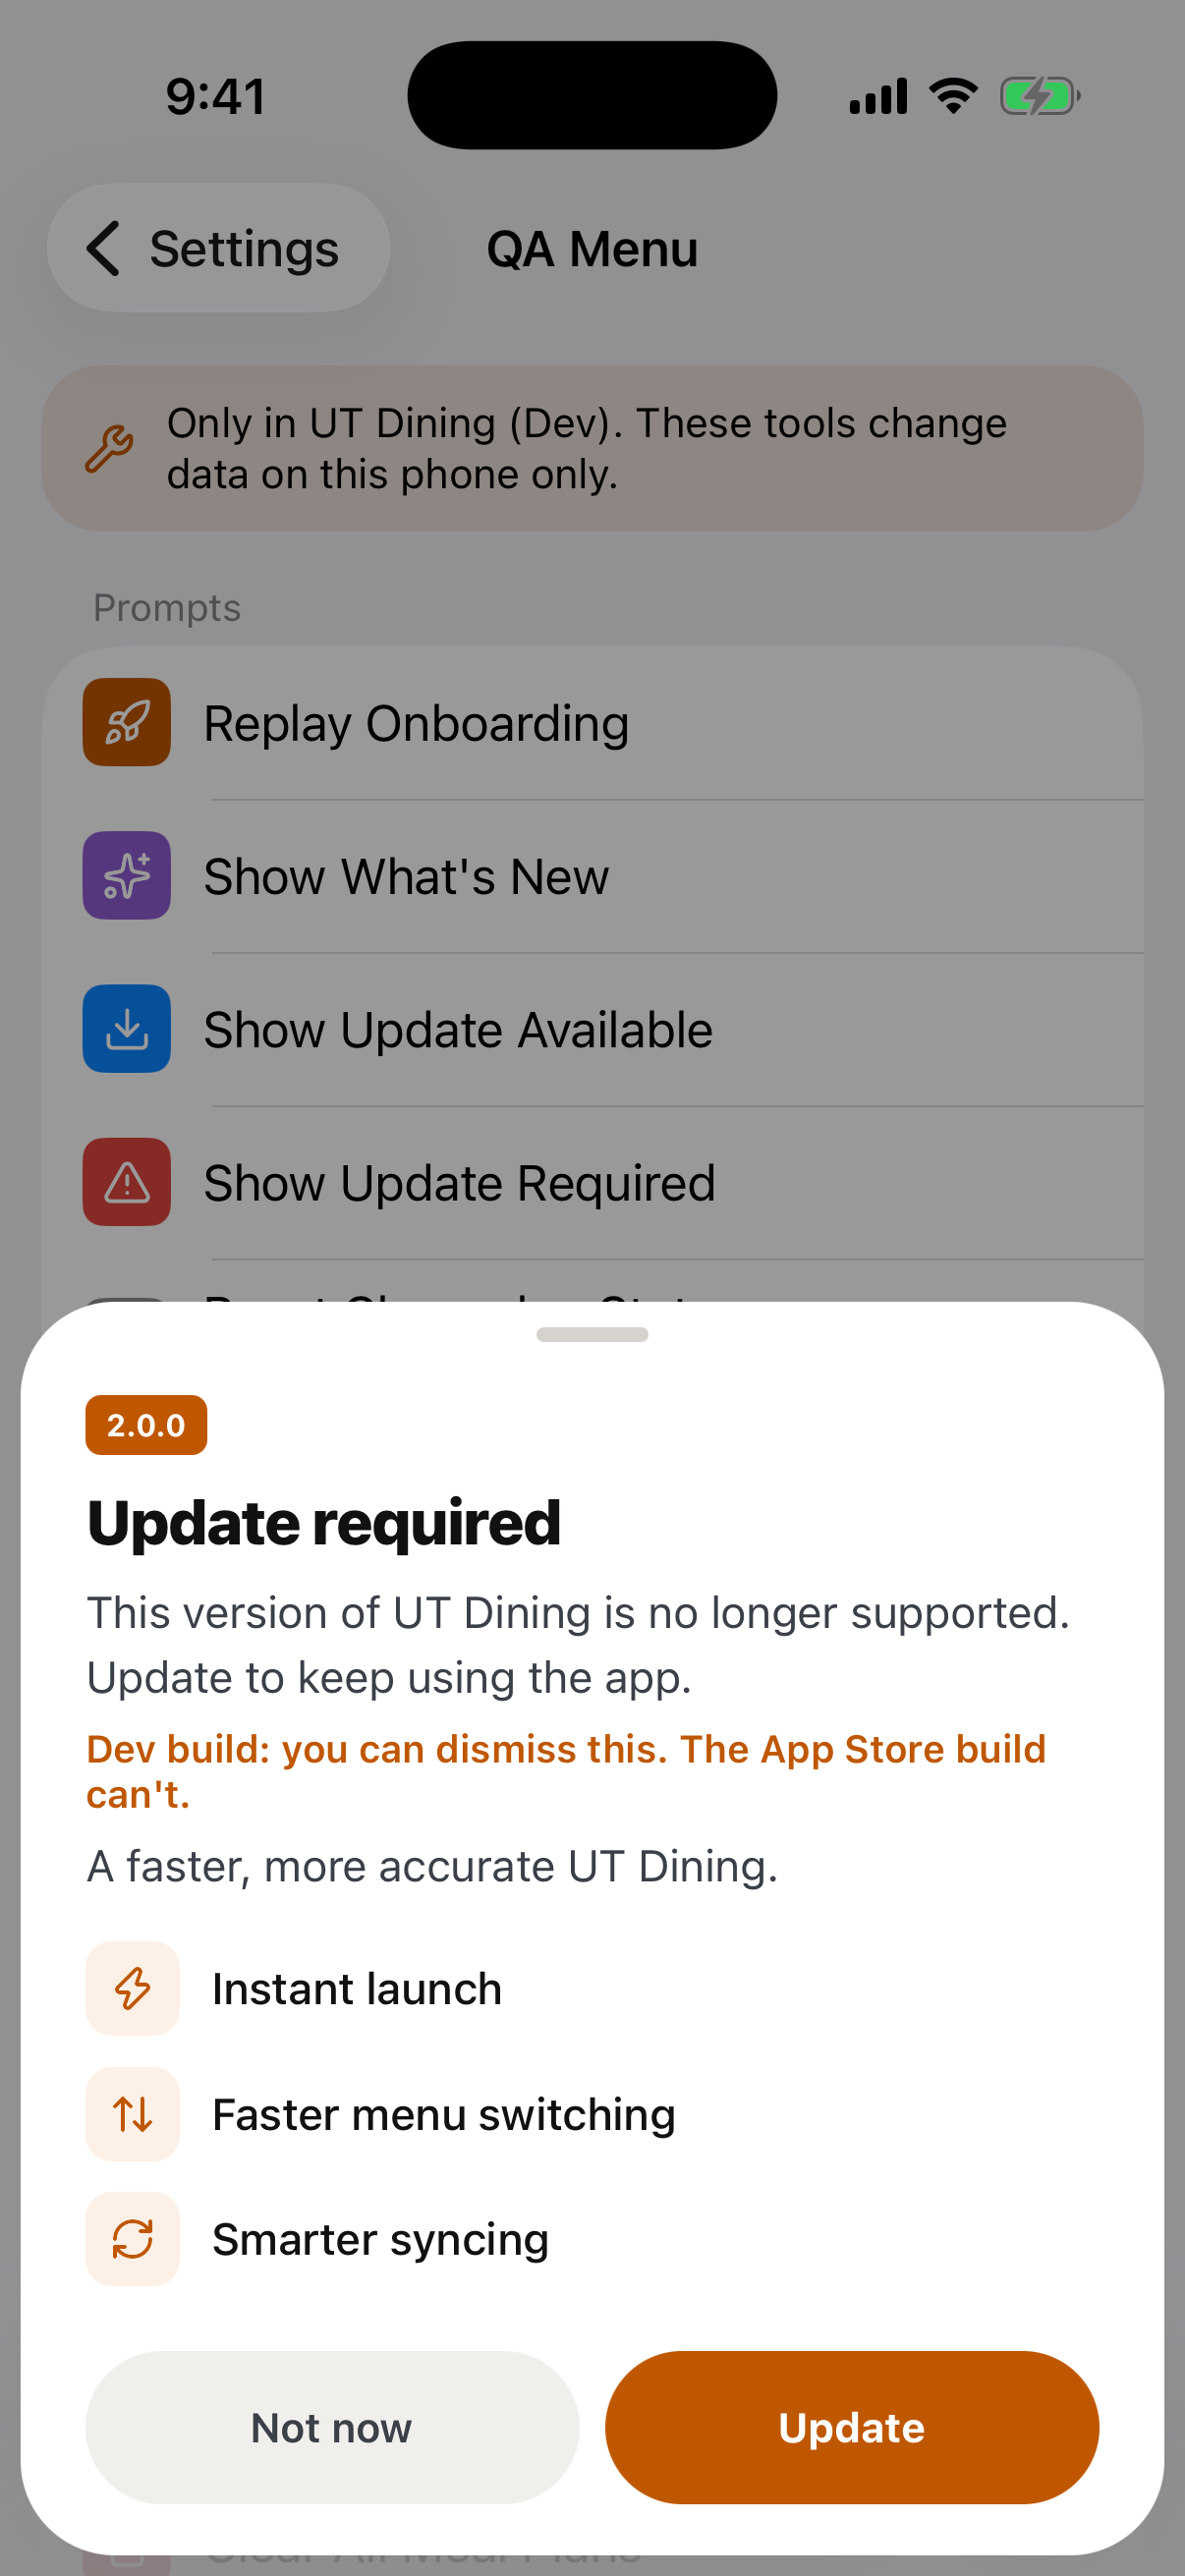 9:41
Settings
QA Menu
Only in UT Dining (Dev). These tools change
data on this phone only.
Prompts
Replay Onboarding
Show What's New
Show Update Available
Show Update Required
2.0.0
Update required
This version of UT Dining is no longer supported.
Update to keep using the app.
Dev build: you can dismiss this. The App Store build
can't.
A faster, more accurate UT Dining.
Instant launch
Faster menu switching
Smarter syncing
Not now
Update